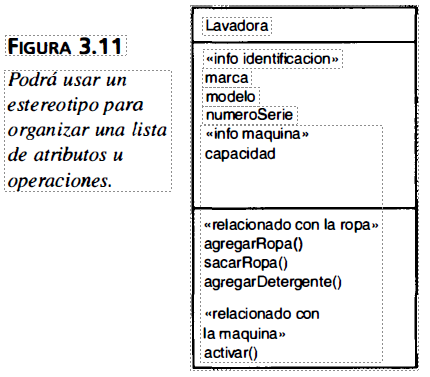 FIGURA 3.11
Podrá usar un
estereotipo para
organizar una lista
de atributos u
operaciones.
Lavadora
«info identificacion»
marca
modelo
numeroSerie
«info maquina»
capacidad
«relacionado con la ropa»
agregarRopa()
sacarRopa()
agregarDetergente()
«relacionado con
la maquina»
activar()